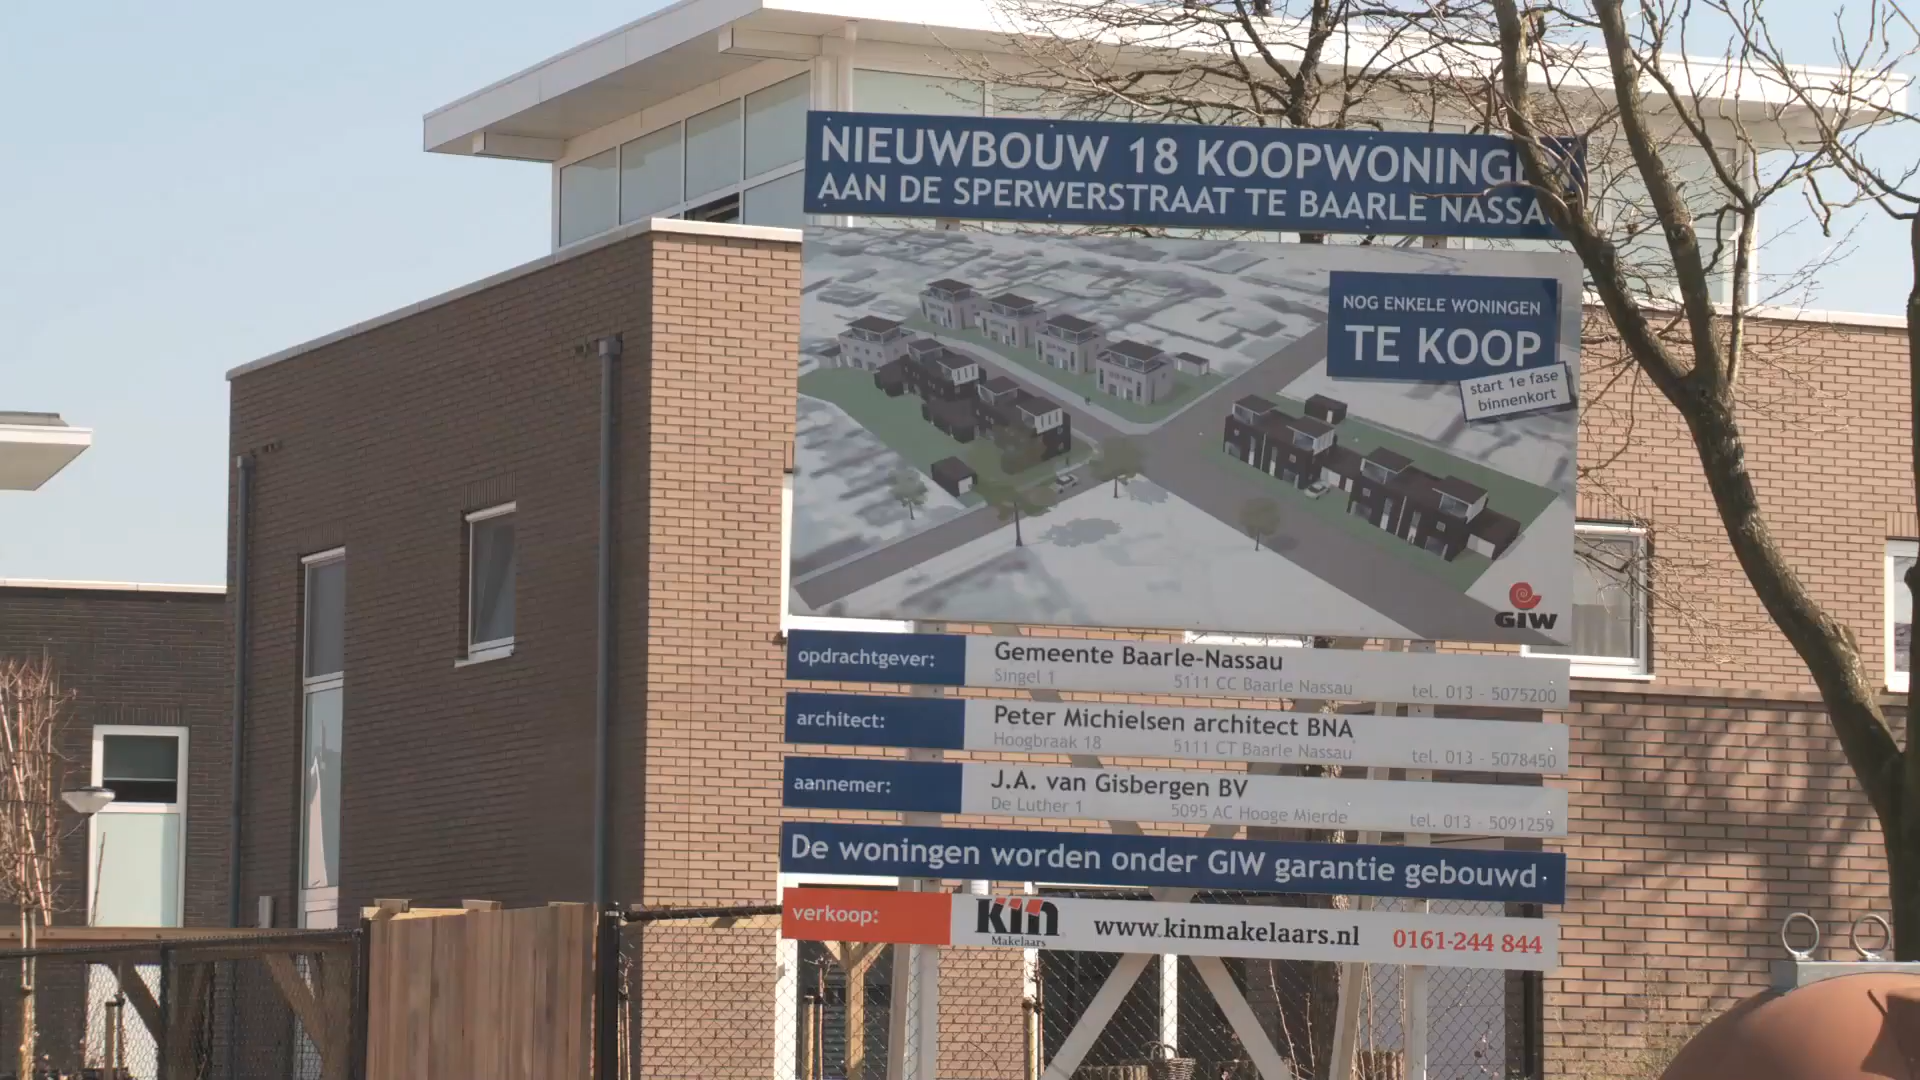 NIEUWBOUW 18 KOOPWONINGE
AAN DE SPERWERSTRAAT TE BAARLE NASSA
NOG ENKELE WONINGEN
TE KOOP
start 1e fase
binnenkort
GIW
opdrachtgever: Gemeente Baarle-Nassau
Singel 1 5111 CC Baarle Nassau tel. 013 - 5075200
architect: Peter Michielsen architect BNA
Hoogbraak 18 5111 CT Baarle Nassau tel. 013 - 5078450
aannemer: J.A. van Gisbergen BV
De Luther 1 5095 AC Hooge Mierde tel. 013 - 5091259
De woningen worden onder GIW garantie gebouwd
verkoop: kin Makelaars www.kinmakelaars.nl 0161-244 844